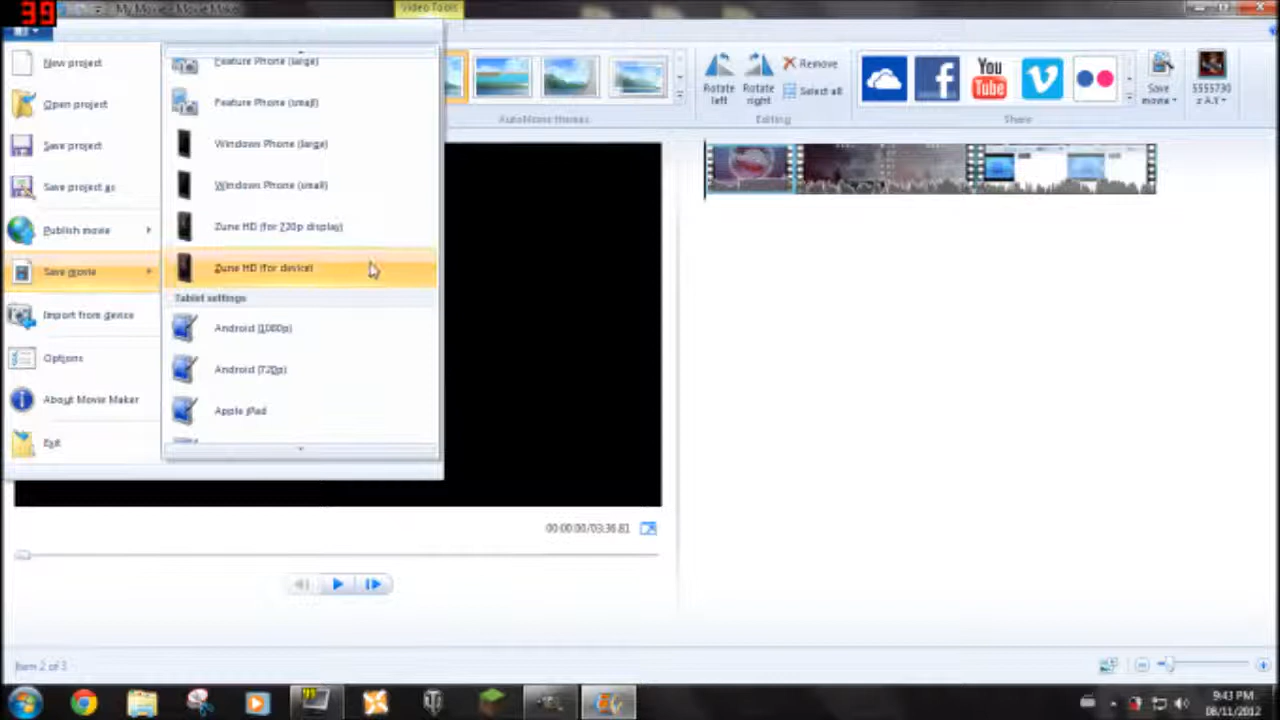 39
My Movie - Movie Maker
Video Tools
New project
Open project
Save project
Save project as
Publish movie
Save movie
Import from device
Options
About Movie Maker
Exit
Feature Phone (large)
Feature Phone (small)
Windows Phone (large)
Windows Phone (small)
Zune HD (for 720p display)
Zune HD (for device)
Tablet settings
Android (1080p)
Android (720p)
Apple iPad
AutoMovie themes
Rotate left
Rotate right
Remove
Select all
Editing
f
You Tube
Share
Save movie
5555730
z A.Y
00:00.00/03:36.81
Item 2 of 3
9:43 PM
08/11/2012